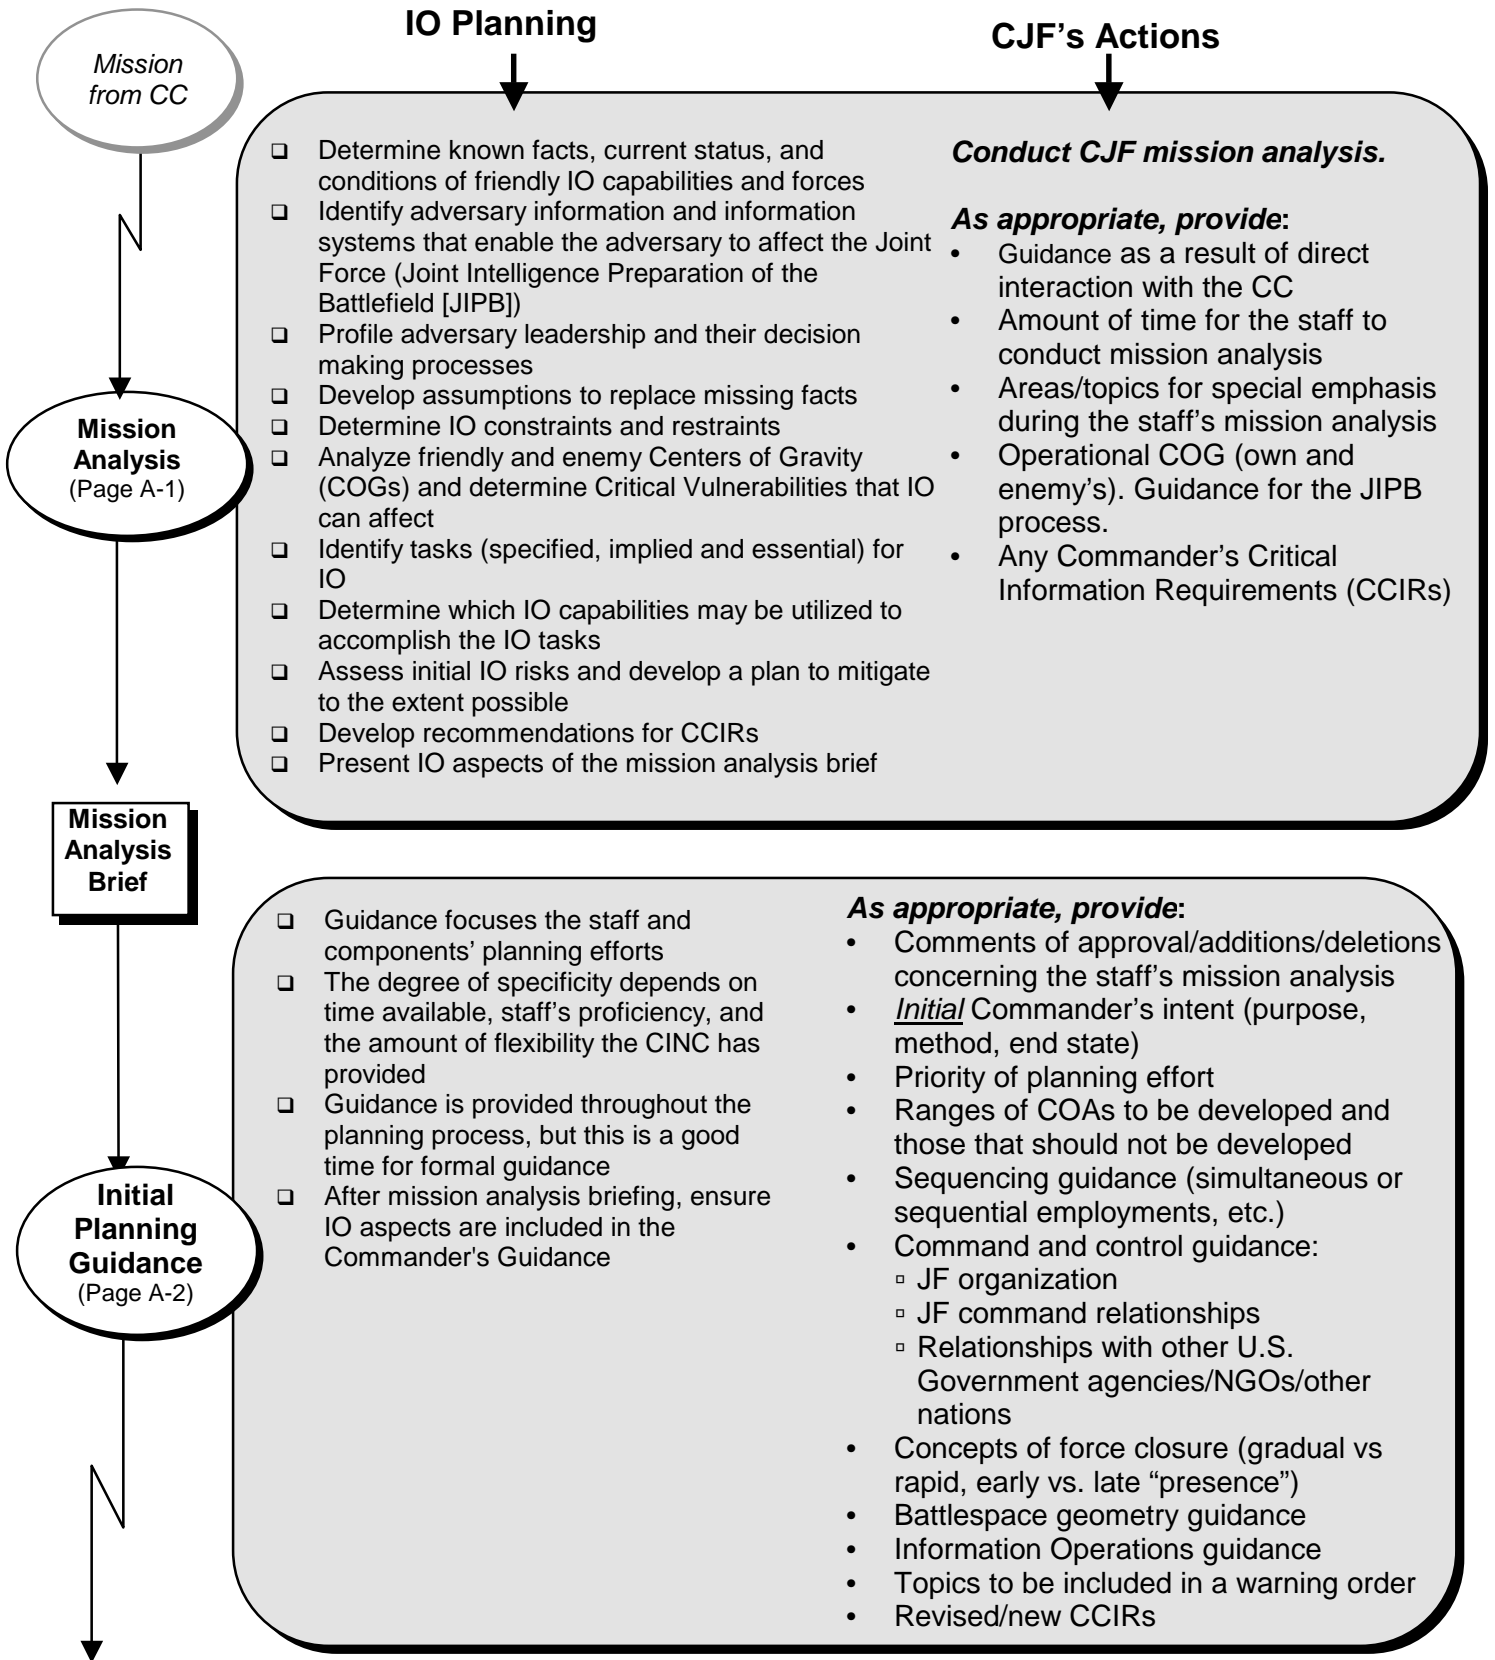 IO Planning
CJF's Actions
Mission
from CC
❑ Determine known facts, current status, and
conditions of friendly IO capabilities and forces
❑ Identify adversary information and information
systems that enable the adversary to affect the Joint
Force (Joint Intelligence Preparation of the
Battlefield [JIPB])
❑ Profile adversary leadership and their decision
making processes
❑ Develop assumptions to replace missing facts
❑ Determine IO constraints and restraints
❑ Analyze friendly and enemy Centers of Gravity
(COGs) and determine Critical Vulnerabilities that IO
can affect
❑ Identify tasks (specified, implied and essential) for
IO
❑ Determine which IO capabilities may be utilized to
accomplish the IO tasks
❑ Assess initial IO risks and develop a plan to mitigate
to the extent possible
❑ Develop recommendations for CCIRs
❑ Present IO aspects of the mission analysis brief
Conduct CJF mission analysis.
As appropriate, provide:
• Guidance as a result of direct
interaction with the CC
• Amount of time for the staff to
conduct mission analysis
• Areas/topics for special emphasis
during the staff's mission analysis
• Operational COG (own and
enemy's). Guidance for the JIPB
process.
• Any Commander's Critical
Information Requirements (CCIRs)
Mission
Analysis
(Page A-1)
Mission
Analysis
Brief
❑ Guidance focuses the staff and
components' planning efforts
❑ The degree of specificity depends on
time available, staff's proficiency, and
the amount of flexibility the CINC has
provided
❑ Guidance is provided throughout the
planning process, but this is a good
time for formal guidance
❑ After mission analysis briefing, ensure
IO aspects are included in the
Commander's Guidance
As appropriate, provide:
• Comments of approval/additions/deletions
concerning the staff's mission analysis
• Initial Commander's intent (purpose,
method, end state)
• Priority of planning effort
• Ranges of COAs to be developed and
those that should not be developed
• Sequencing guidance (simultaneous or
sequential employments, etc.)
• Command and control guidance:
▫ JF organization
▫ JF command relationships
▫ Relationships with other U.S.
Government agencies/NGOs/other
nations
• Concepts of force closure (gradual vs
rapid, early vs. late “presence”)
• Battlespace geometry guidance
• Information Operations guidance
• Topics to be included in a warning order
• Revised/new CCIRs
Initial
Planning
Guidance
(Page A-2)